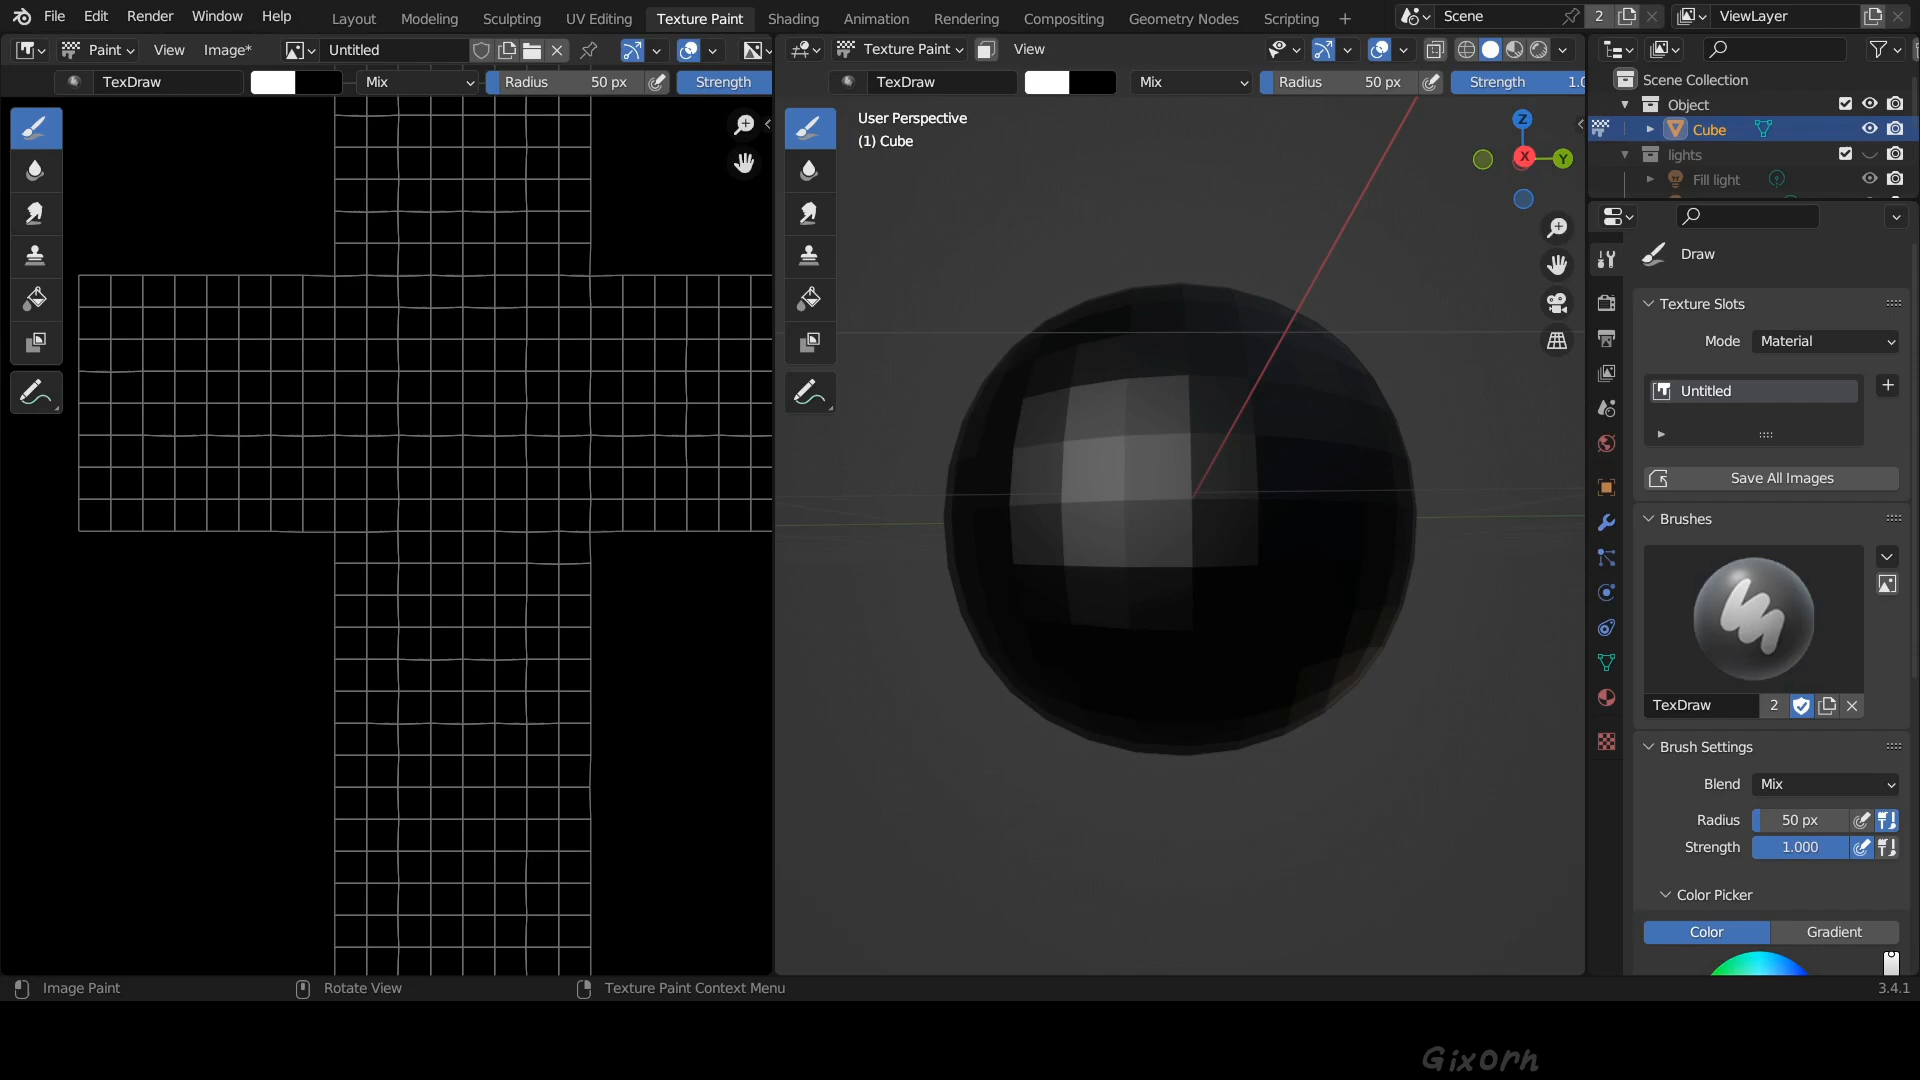 File Edit Render Window Help
Layout Modeling Sculpting UV Editing Texture Paint Shading Animation Rendering Compositing Geometry Nodes Scripting
Scene 2 ViewLayer
Paint View Image* Untitled
Texture Paint View
TexDraw Mix Radius 50 px Strength
TexDraw Mix Radius 50 px Strength 1.0
User Perspective
(1) Cube
Z
X
Y
Scene Collection
Object
Cube
lights
Fill light
Draw
Texture Slots
Mode Material
Untitled
Save All Images
Brushes
TexDraw 2
Brush Settings
Blend Mix
Radius 50 px
Strength 1.000
Color Picker
Color Gradient
Image Paint Rotate View Texture Paint Context Menu 3.4.1
Gixorn